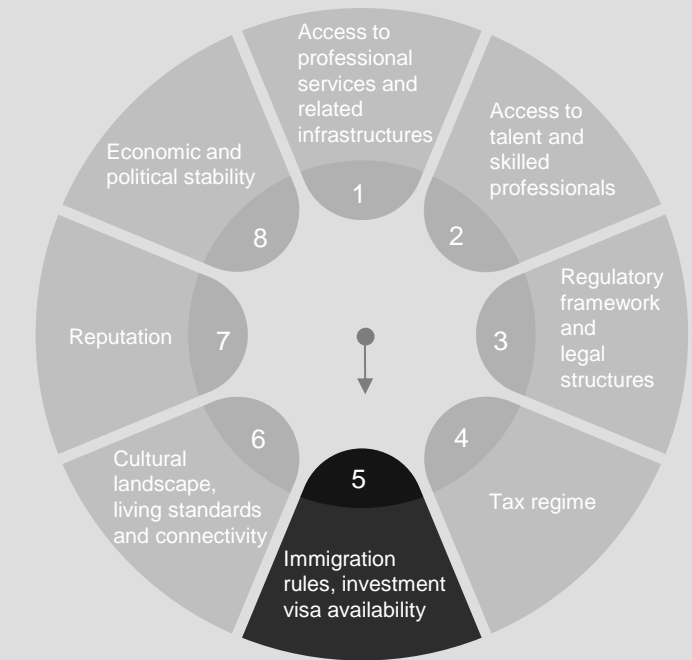 Access to
professional
services and
related
infrastructures
1
Access to
talent and
skilled
professionals
2
Regulatory
framework
and
legal
structures
3
Tax regime
4
Immigration
rules, investment
visa availability
5
Cultural
landscape,
living standards
and connectivity
6
Reputation
7
Economic and
political stability
8